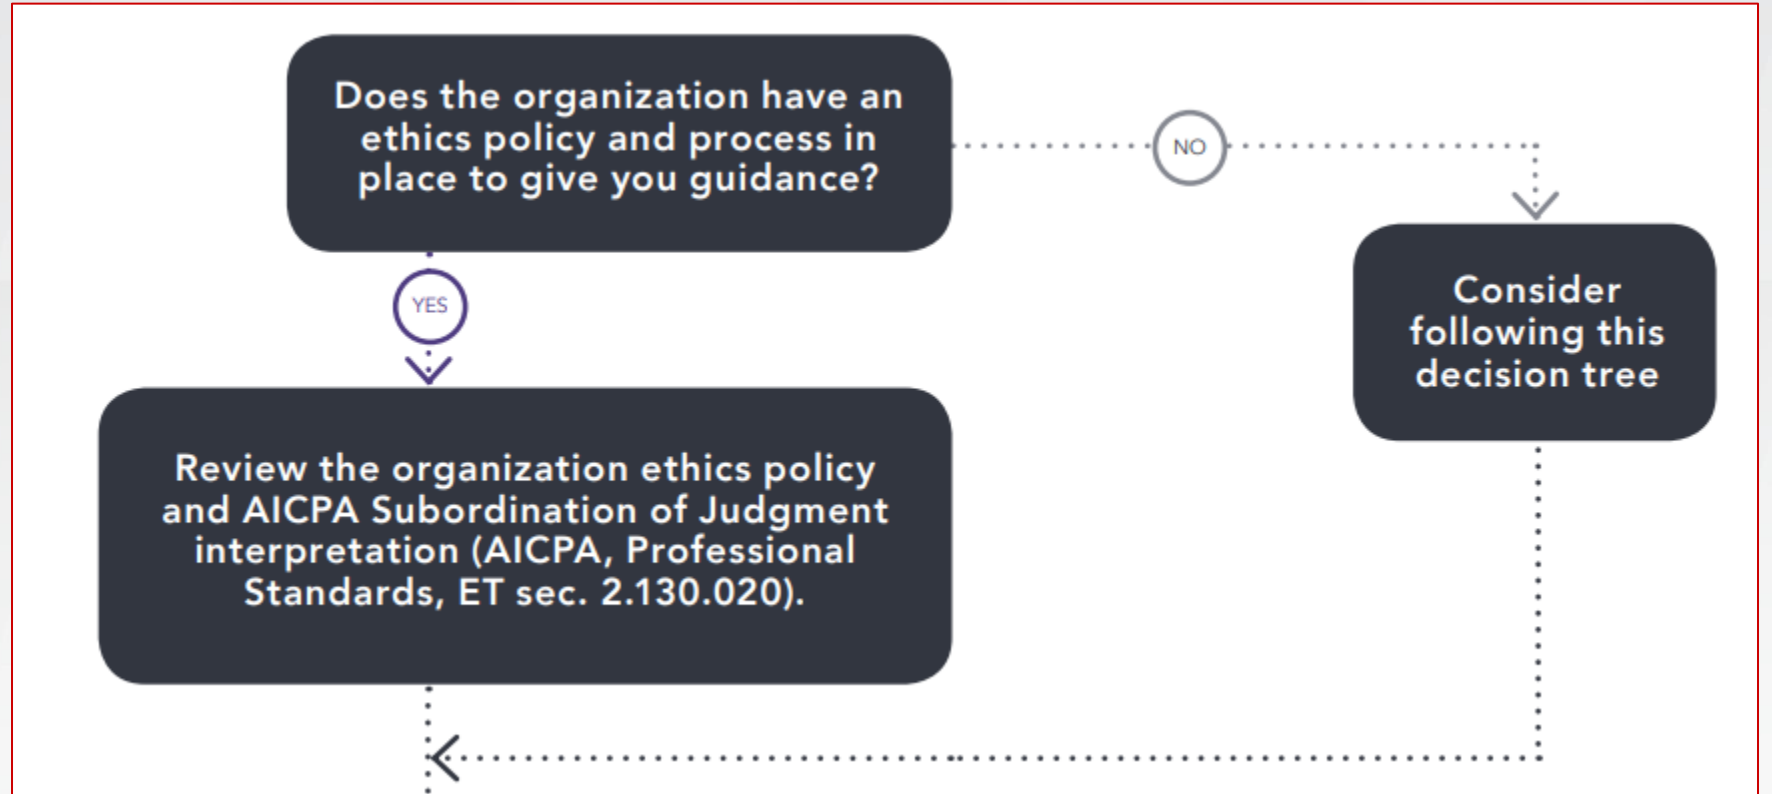 Does the organization have an
ethics policy and process in
place to give you guidance?
NO
YES
Consider
following this
decision tree
Review the organization ethics policy
and AICPA Subordination of Judgment
interpretation (AICPA, Professional
Standards, ET sec. 2.130.020).